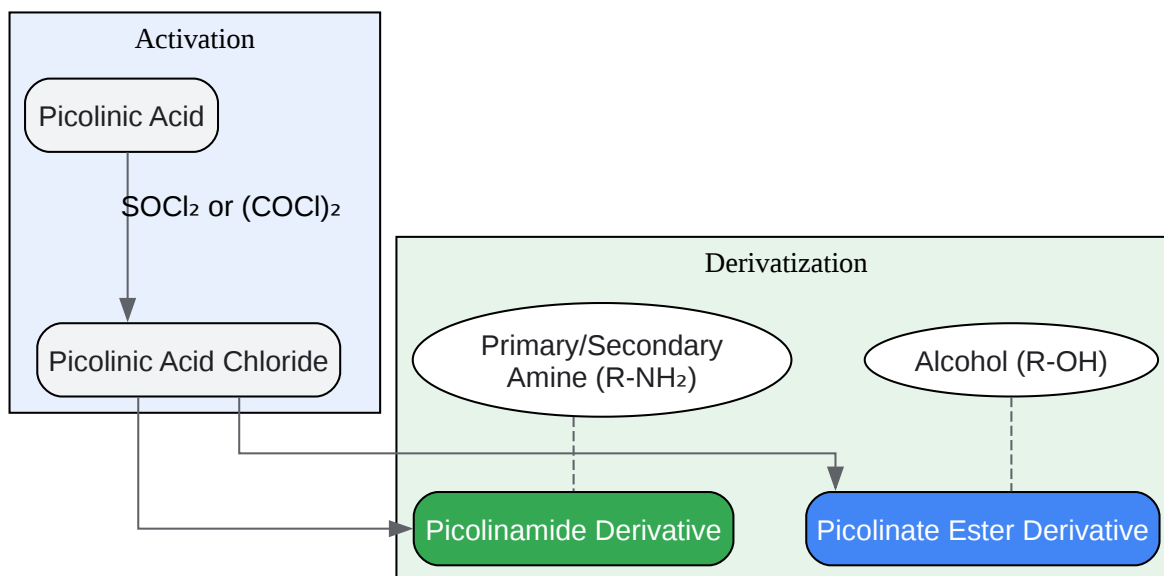 Activation
Picolinic Acid
SOCl₂ or (COCl)₂
Picolinic Acid Chloride
Derivatization
Primary/Secondary
Amine (R-NH₂)
Alcohol (R-OH)
Picolinamide Derivative
Picolinate Ester Derivative